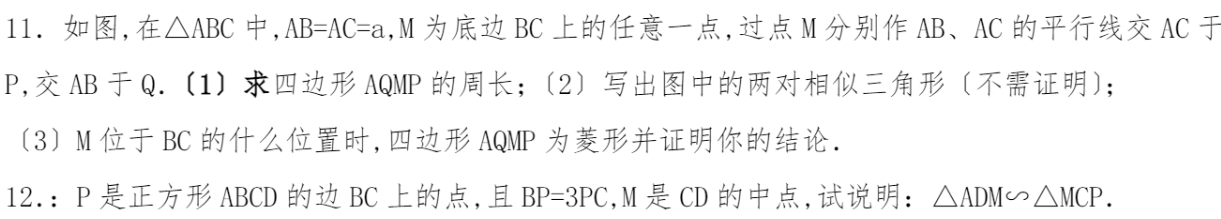 11. 如图,在△ABC 中,AB=AC=a,M 为底边 BC 上的任意一点,过点 M 分别作 AB、AC 的平行线交 AC 于
P,交 AB 于 Q.〔1〕求四边形 AQMP 的周长;〔2〕写出图中的两对相似三角形〔不需证明〕;
〔3〕M 位于 BC 的什么位置时,四边形 AQMP 为菱形并证明你的结论.
12.: P 是正方形 ABCD 的边 BC 上的点,且 BP=3PC,M 是 CD 的中点,试说明: △ADM∽△MCP.